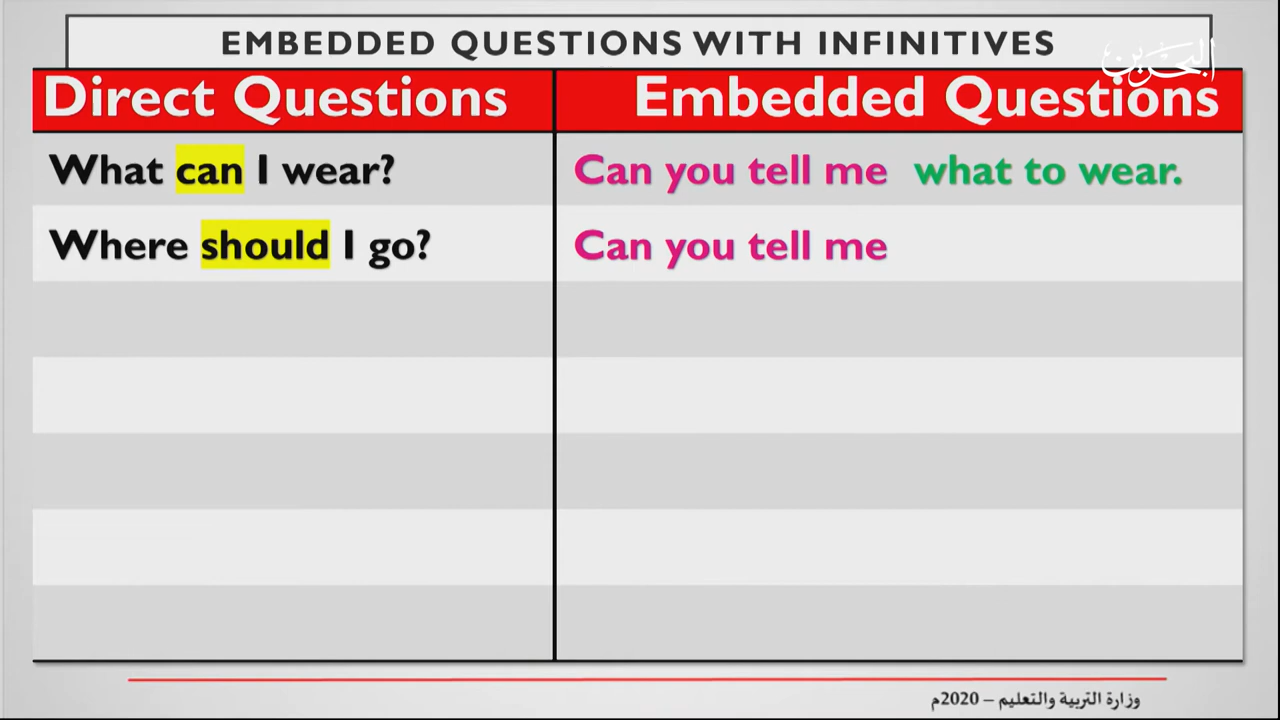 EMBEDDED QUESTIONS WITH INFINITIVES
البحرين
Direct Questions Embedded Questions
What can I wear? Can you tell me what to wear.
Where should I go? Can you tell me
وزارة التربية والتعليم – 2020م